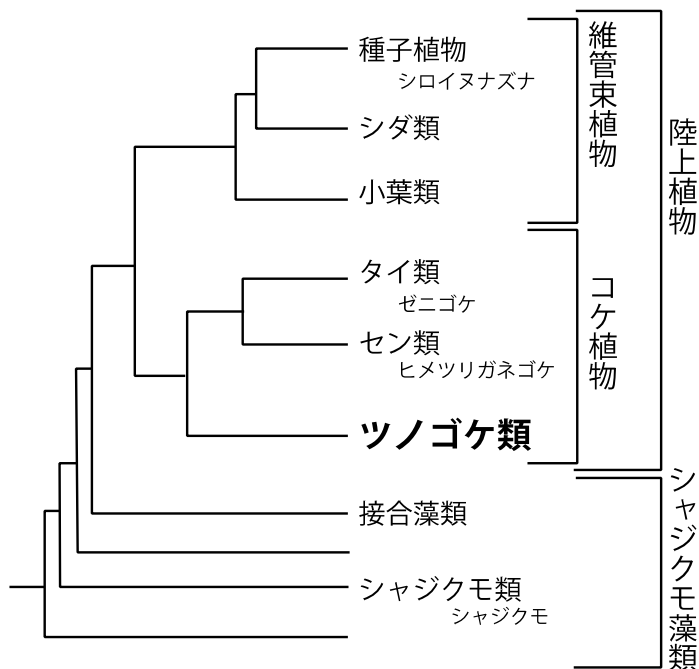 種子植物
シロイヌナズナ
シダ類
小葉類
タイ類
ゼニゴケ
セン類
ヒメツリガネゴケ
ツノゴケ類
接合藻類
シャジクモ類
シャジクモ
維管束植物
コケ植物
陸上植物
シャジクモ藻類